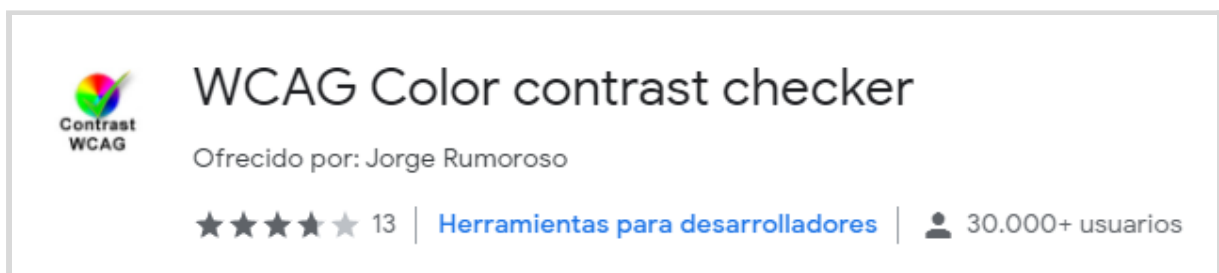 WCAG Color contrast checker
Contrast
WCAG
Ofrecido por: Jorge Rumoroso
13 Herramientas para desarrolladores 30.000+ usuarios